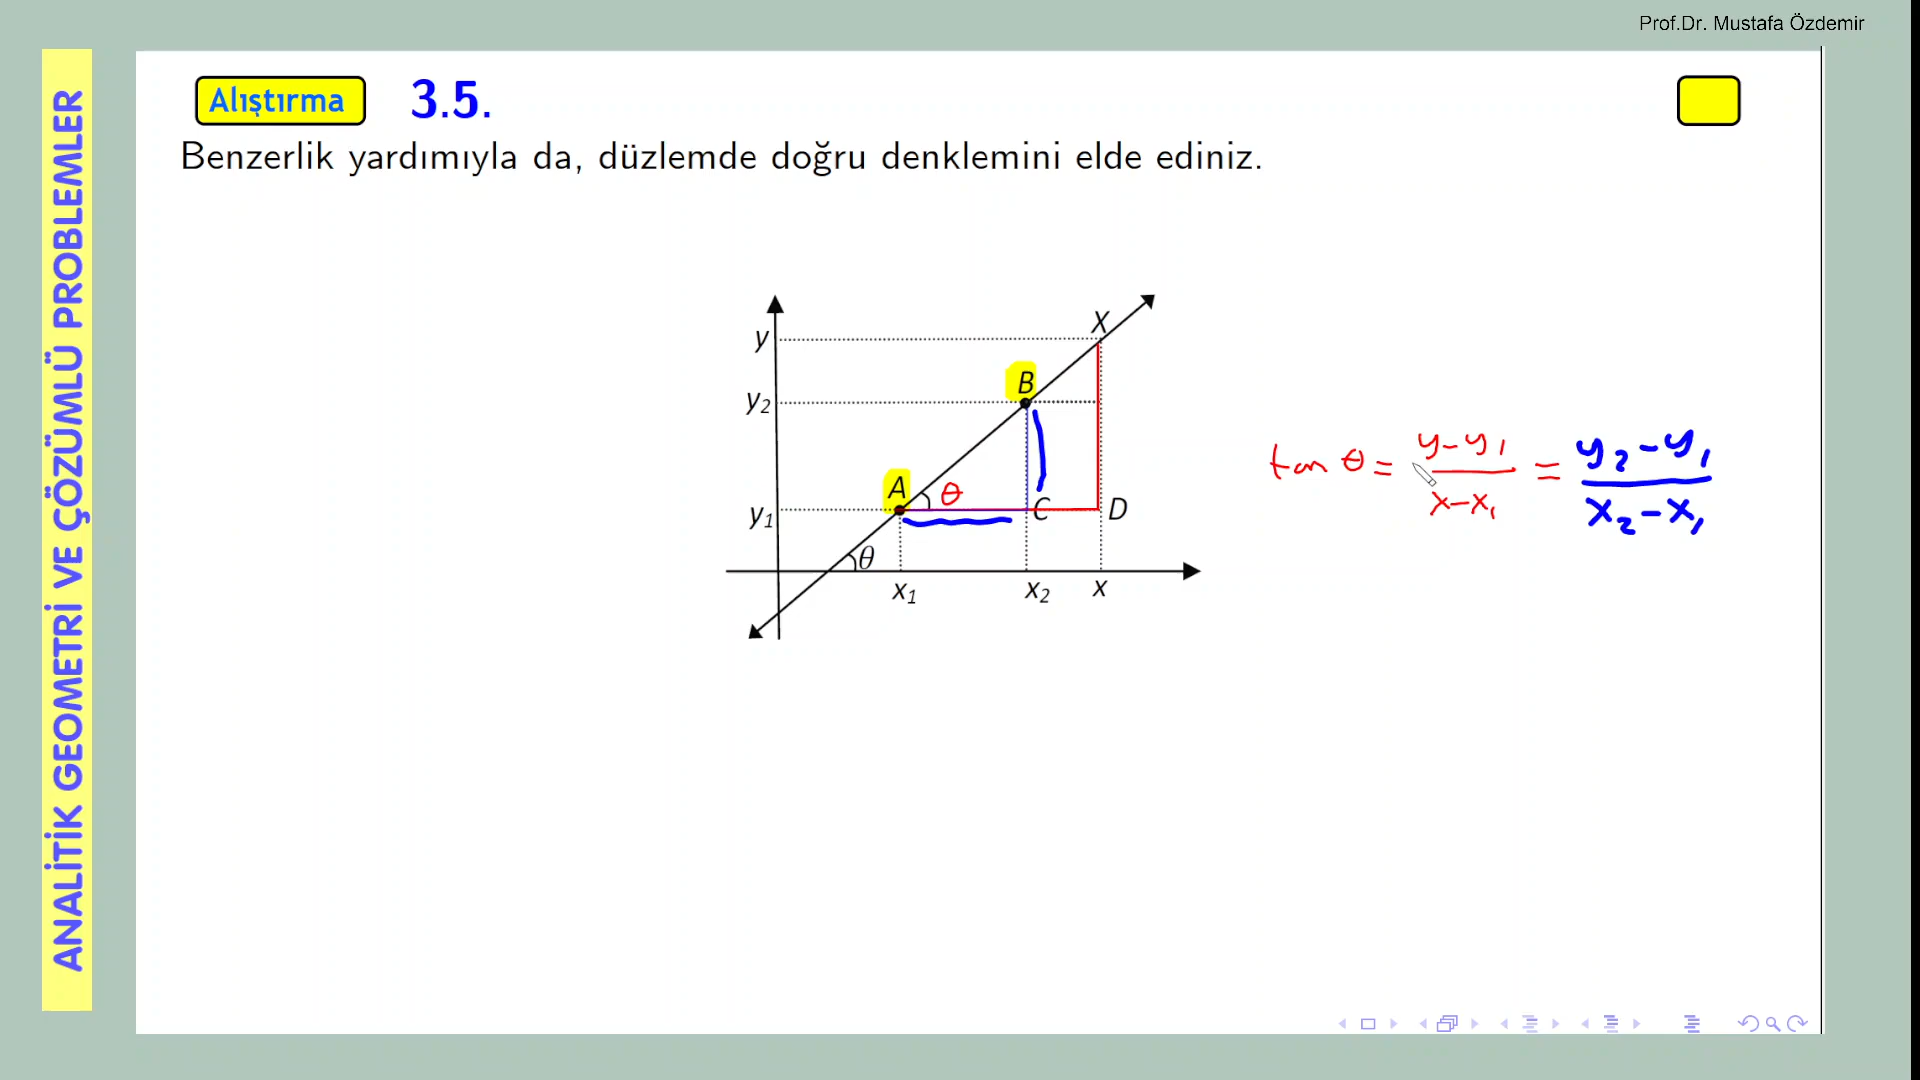 Prof.Dr. Mustafa Özdemir
ANALİTİK GEOMETRİ VE ÇÖZÜMLÜ PROBLEMLER
Alıştırma 3.5.
Benzerlik yardımıyla da, düzlemde doğru denklemini elde ediniz.
X
y
B
y₂
A
θ
y₁
C
D
θ
x₁
x₂
x
tan θ = y-y₁ / x-x₁ = y₂-y₁ / x₂-x₁